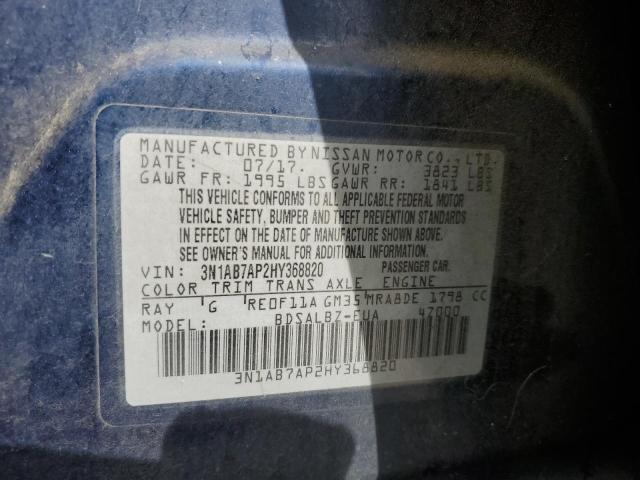 MANUFACTURED BY NISSAN MOTOR CO., LTD.
DATE: 07/17. GVWR: 3823 LBS
GAWR FR: 1995 LBS GAWR RR: 1841 LBS
THIS VEHICLE CONFORMS TO ALL APPLICABLE FEDERAL MOTOR
VEHICLE SAFETY, BUMPER AND THEFT PREVENTION STANDARDS
IN EFFECT ON THE DATE OF MANUFACTURE SHOWN ABOVE.
SEE OWNER'S MANUAL FOR ADDITIONAL INFORMATION.
VIN: 3N1AB7AP2HY368820 PASSENGER CAR.
COLOR TRIM TRANS AXLE ENGINE
RAY G RE0F11A GM35 MRA8DE 1798 CC
MODEL: BDSALBZ-EUA 47000
3N1AB7AP2HY368820